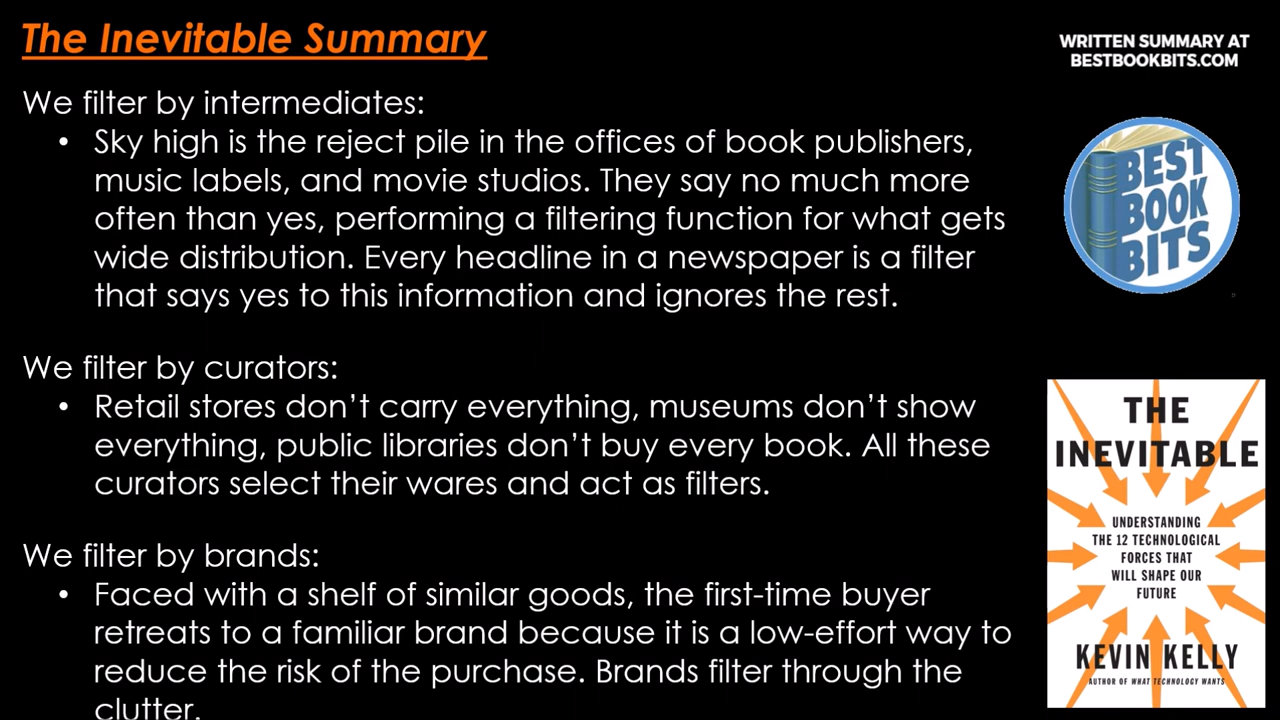 The Inevitable Summary
WRITTEN SUMMARY AT
BESTBOOKBITS.COM
We filter by intermediates:
• Sky high is the reject pile in the offices of book publishers,
music labels, and movie studios. They say no much more
often than yes, performing a filtering function for what gets
wide distribution. Every headline in a newspaper is a filter
that says yes to this information and ignores the rest.
We filter by curators:
• Retail stores don’t carry everything, museums don’t show
everything, public libraries don’t buy every book. All these
curators select their wares and act as filters.
We filter by brands:
• Faced with a shelf of similar goods, the first-time buyer
retreats to a familiar brand because it is a low-effort way to
reduce the risk of the purchase. Brands filter through the
clutter.
BEST
BOOK
BITS
THE
INEVITABLE
UNDERSTANDING
THE 12 TECHNOLOGICAL
FORCES THAT
WILL SHAPE OUR
FUTURE
KEVIN KELLY
AUTHOR OF WHAT TECHNOLOGY WANTS